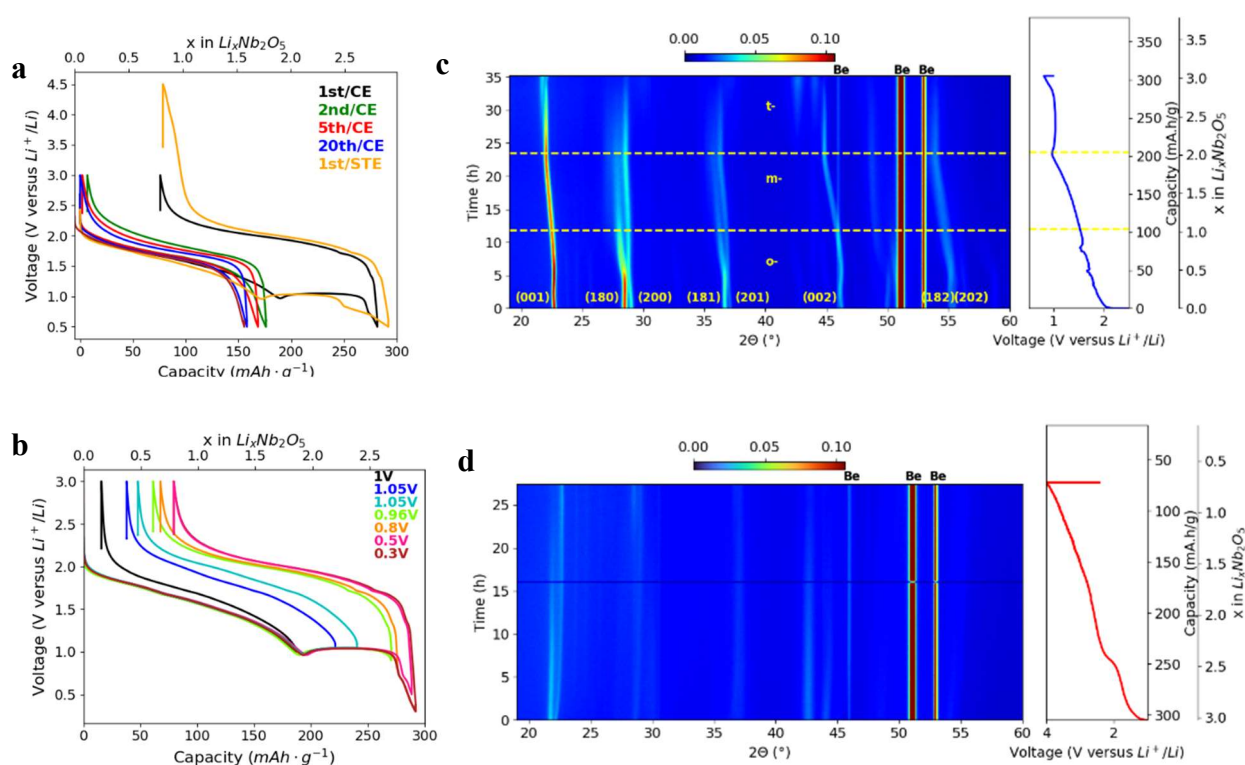 a
x in LixNb2O5
0.0 0.5 1.0 1.5 2.0 2.5
Voltage (V versus Li+/Li)
4.5
4.0
3.5
3.0
2.5
2.0
1.5
1.0
0.5
1st/CE
2nd/CE
5th/CE
20th/CE
1st/STE
0 50 100 150 200 250 300
Capacity (mAh · g−1)
b
x in LixNb2O5
0.0 0.5 1.0 1.5 2.0 2.5
Voltage (V versus Li+/Li)
3.0
2.5
2.0
1.5
1.0
0.5
1V
1.05V
1.05V
0.96V
0.8V
0.5V
0.3V
0 50 100 150 200 250 300
Capacity (mAh · g−1)
c
0.00 0.05 0.10
Be Be Be
Time (h)
35
30
25
20
15
10
5
0
t-
m-
o-
(001) (180) (200) (181) (201) (002) (182)(202)
20 25 30 35 40 45 50 55 60
2Θ (°)
350
300
250
200
150
100
50
0
Capacity (mA.h/g)
3.5
3.0
2.5
2.0
1.5
1.0
0.5
0.0
x in LixNb2O5
1 2
Voltage (V versus Li+/Li)
d
0.00 0.05 0.10
Be Be Be
Time (h)
25
20
15
10
5
0
20 25 30 35 40 45 50 55 60
2Θ (°)
50
100
150
200
250
300
Capacity (mA.h/g)
0.5
1.0
1.5
2.0
2.5
3.0
x in LixNb2O5
4 2
Voltage (V versus Li+/Li)